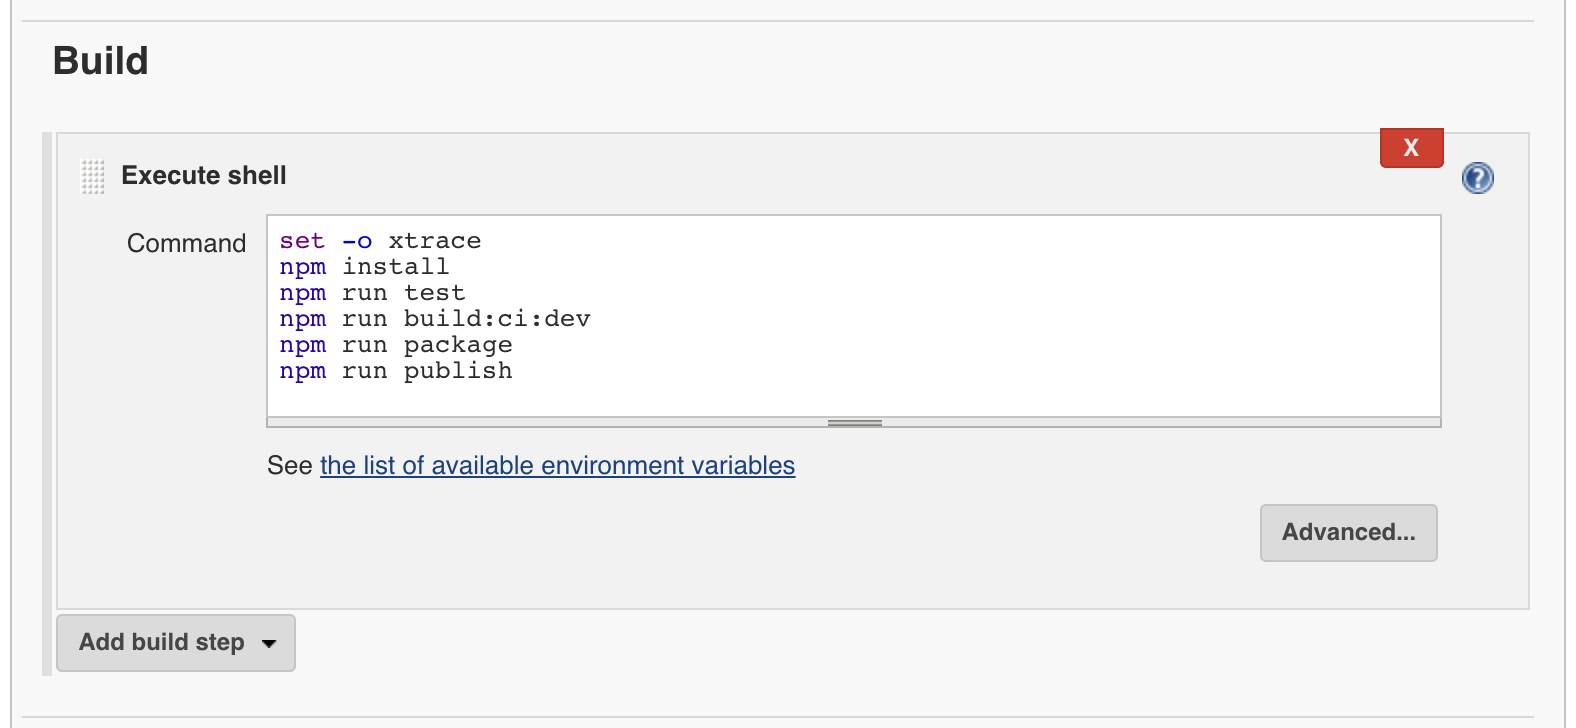 Build
X
Execute shell
?
Command
set -o xtrace
npm install
npm run test
npm run build:ci:dev
npm run package
npm run publish
See the list of available environment variables
Advanced...
Add build step